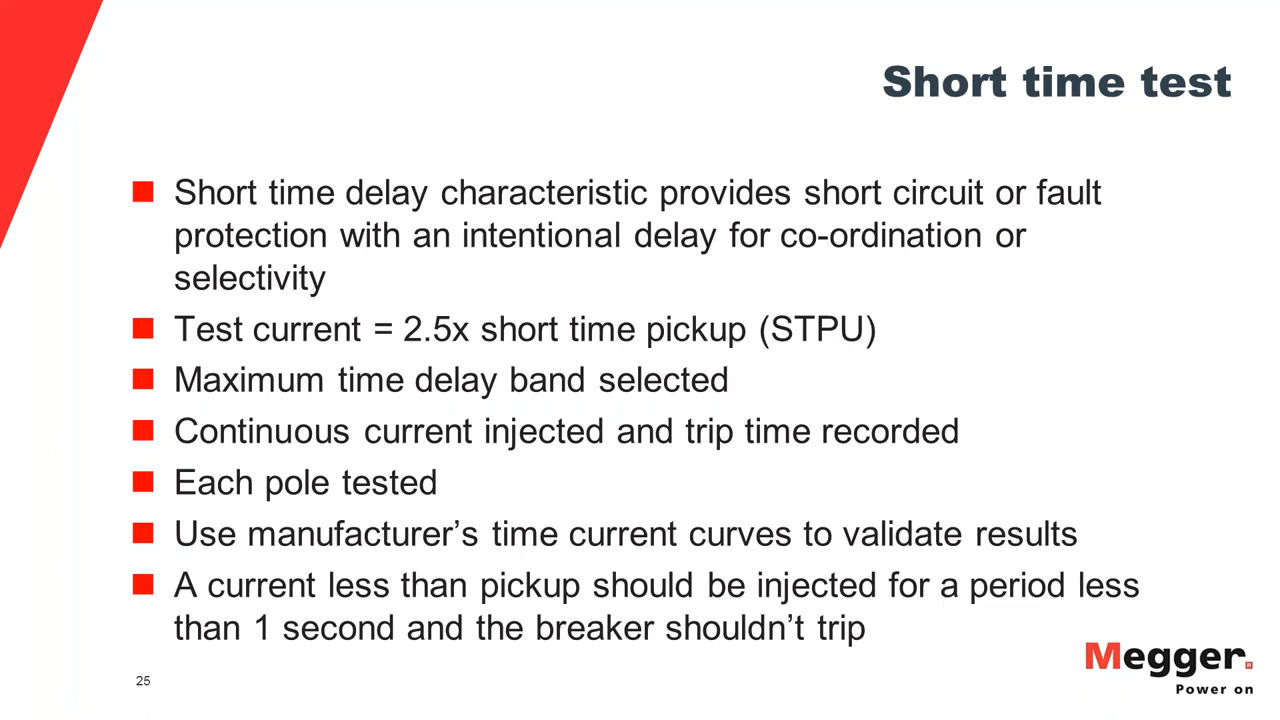 Short time test
Short time delay characteristic provides short circuit or fault
protection with an intentional delay for co-ordination or
selectivity
Test current = 2.5x short time pickup (STPU)
Maximum time delay band selected
Continuous current injected and trip time recorded
Each pole tested
Use manufacturer’s time current curves to validate results
A current less than pickup should be injected for a period less
than 1 second and the breaker shouldn’t trip
Megger.
Power on
25